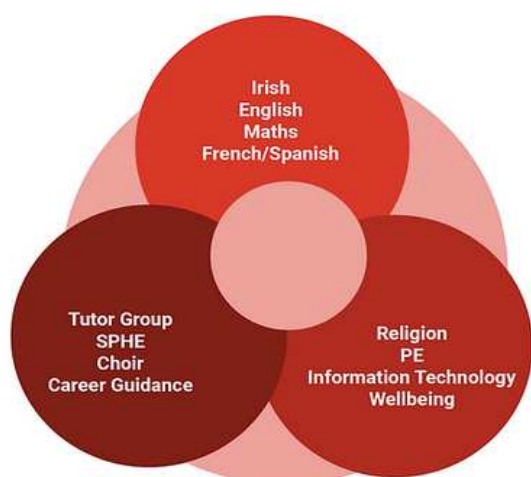 Irish
English
Maths
French/Spanish
Tutor Group
SPHE
Choir
Career Guidance
Religion
PE
Information Technology
Wellbeing